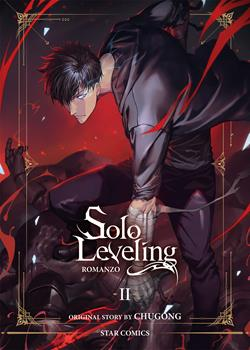 Solo
Leveling
ROMANZO
-II
ORIGINAL STORY BY CHUGONG
STAR COMICS